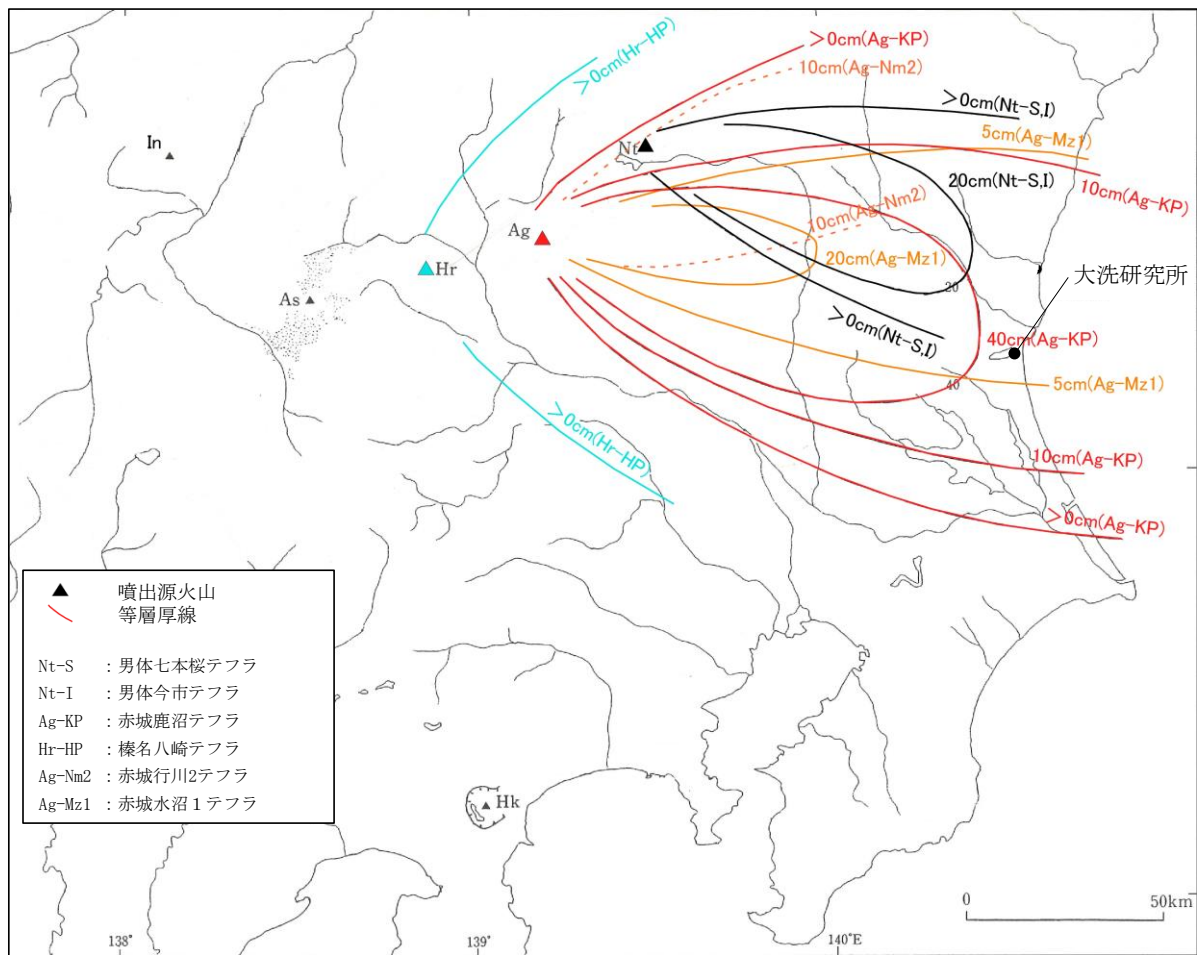 >0cm(Ag-KP)
>0cm(Hr-HP)
10cm(Ag-Nm2)
>0cm(Nt-S,I)
In
Nt
5cm(Ag-Mz1)
20cm(Nt-S,I)
10cm(Ag-KP)
10cm(Ag-Nm2)
Ag
20cm(Ag-Mz1)
Hr
大洗研究所
As
20
>0cm(Nt-S,I)
40cm(Ag-KP)
40
5cm(Ag-Mz1)
>0cm(Hr-HP)
10cm(Ag-KP)
>0cm(Ag-KP)
噴出源火山
等層厚線
Nt-S :男体七本桜テフラ
Nt-I :男体今市テフラ
Ag-KP :赤城鹿沼テフラ
Hr-HP :榛名八崎テフラ
Ag-Nm2 :赤城行川2テフラ
Ag-Mz1 :赤城水沼1テフラ
Hk
0 50km
138°
139°
140°E